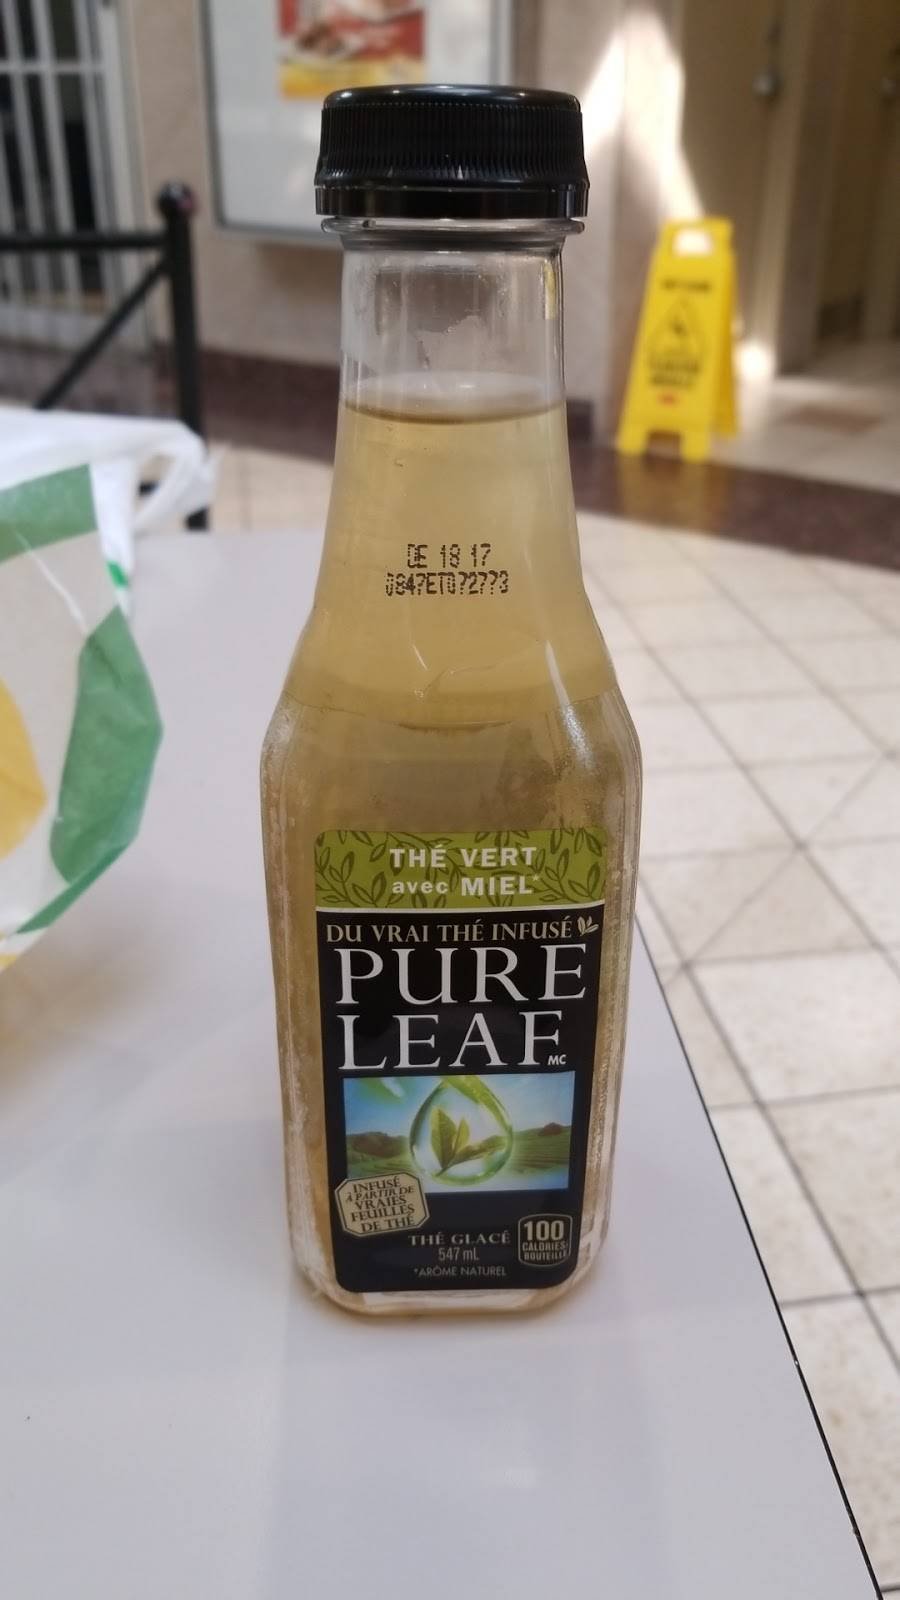 DE 18 17
THÉ VERT
avec MIEL*
DU VRAI THÉ INFUSÉ
PURE
LEAF MC
INFUSÉ
À PARTIR DE
VRAIES
FEUILLES
DE THÉ
THÉ GLACÉ
547 mL
*ARÔME NATUREL
100
CALORIES/
BOUTEILLE